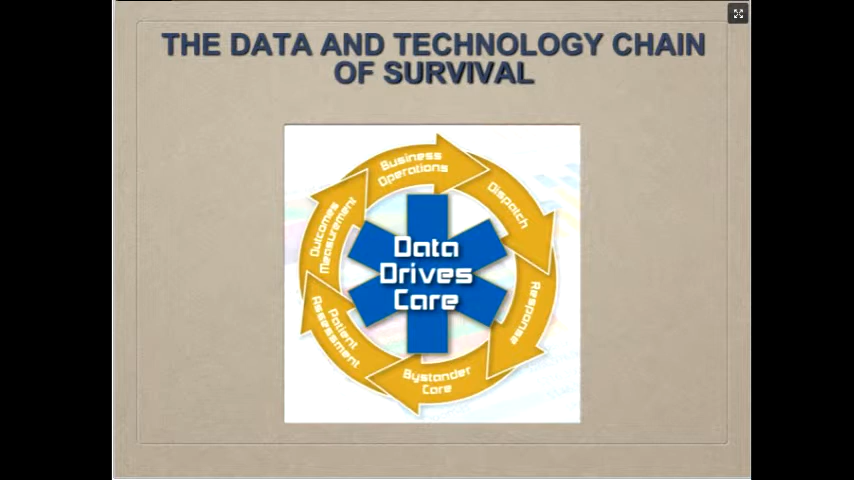 THE DATA AND TECHNOLOGY CHAIN
OF SURVIVAL
Business
Operations
Dispatch
Response
Bystander
Care
Patient
Assessment
Outcomes
Measurement
Data
Drives
Care